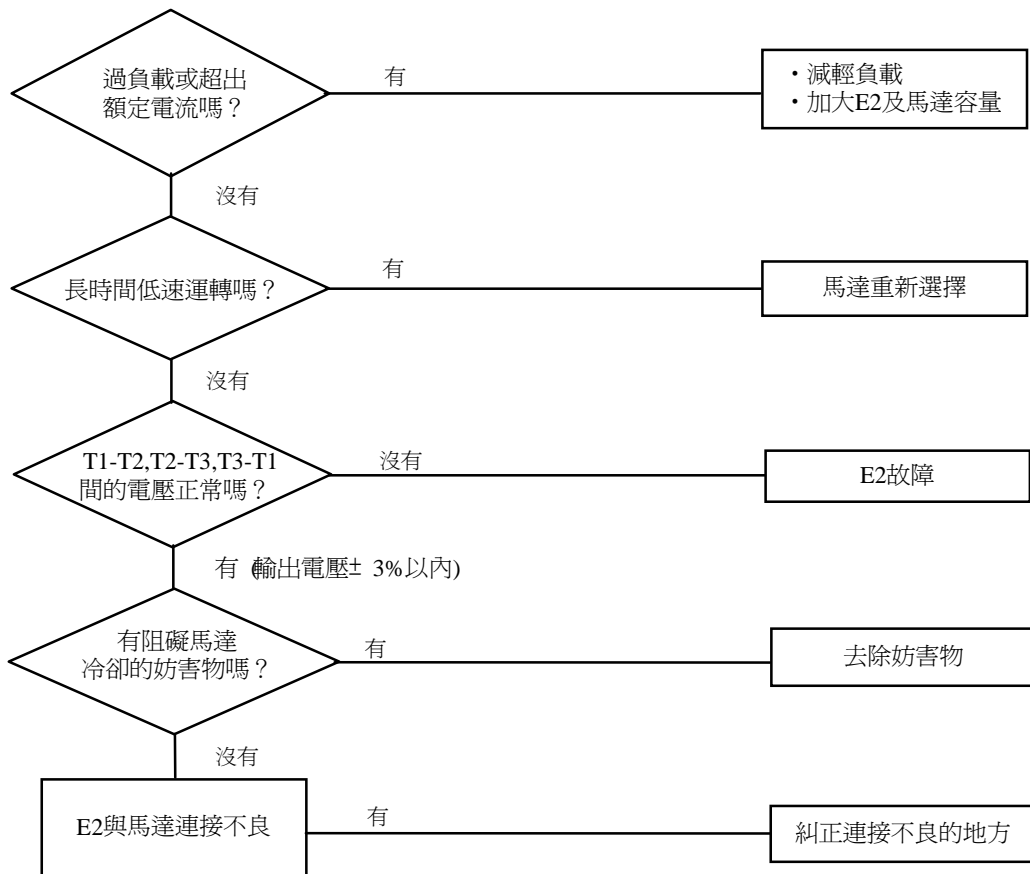 過負載或超出
額定電流嗎？
有
・減輕負載
・加大E2及馬達容量
沒有
長時間低速運轉嗎？
有
馬達重新選擇
沒有
T1-T2,T2-T3,T3-T1
間的電壓正常嗎？
沒有
E2故障
有 (輸出電壓± 3%以內)
有阻礙馬達
冷卻的妨害物嗎？
有
去除妨害物
沒有
E2與馬達連接不良
有
糾正連接不良的地方